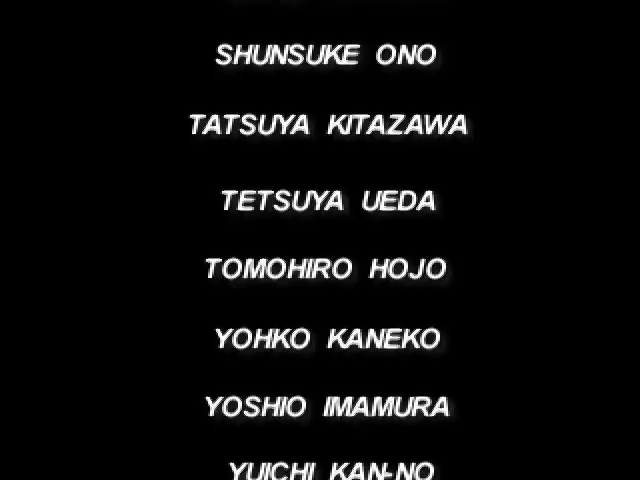 SHUNSUKE ONO
TATSUYA KITAZAWA
TETSUYA UEDA
TOMOHIRO HOJO
YOHKO KANEKO
YOSHIO IMAMURA
YUICHI KAN-NO